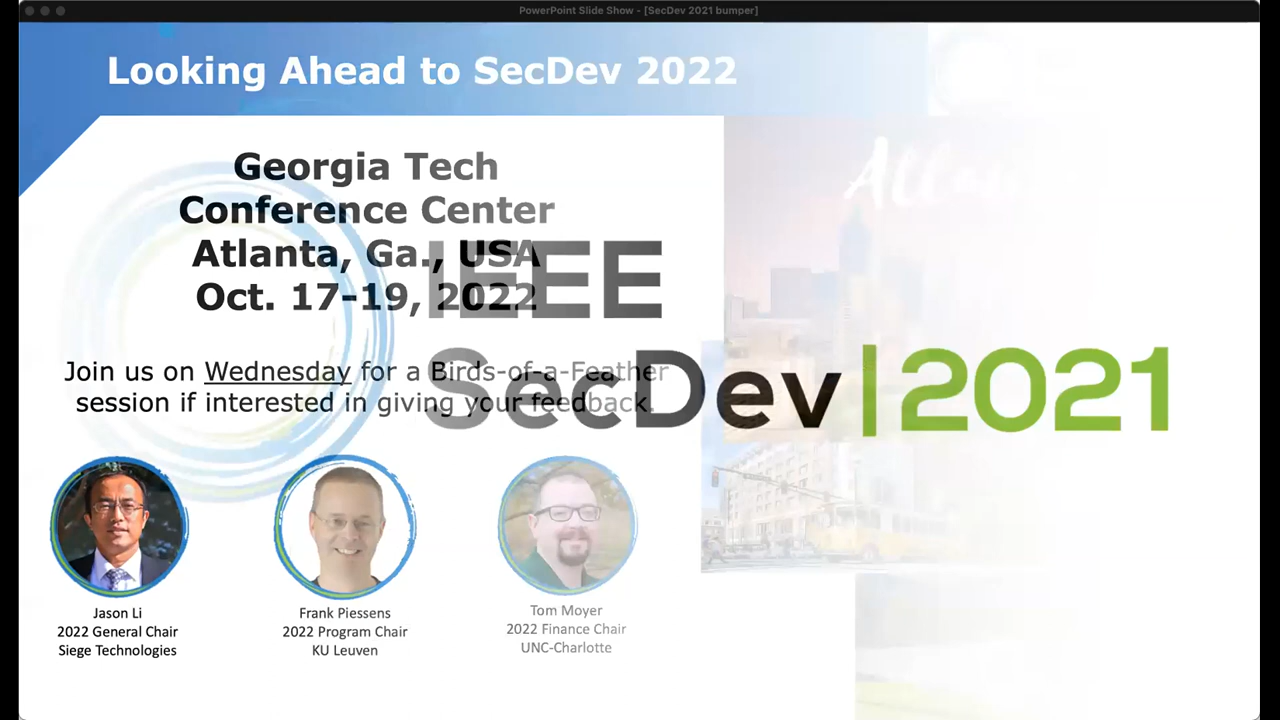 PowerPoint Slide Show - [SecDev 2021 bumper]
Looking Ahead to SecDev 2022
Georgia Tech
Conference Center
Atlanta, Ga., USA
Oct. 17-19, 2022
Join us on Wednesday for a Birds-of-a-Feather
session if interested in giving your feedback.
IEEE
SecDev|2021
Jason Li
2022 General Chair
Siege Technologies
Frank Piessens
2022 Program Chair
KU Leuven
Tom Moyer
2022 Finance Chair
UNC-Charlotte